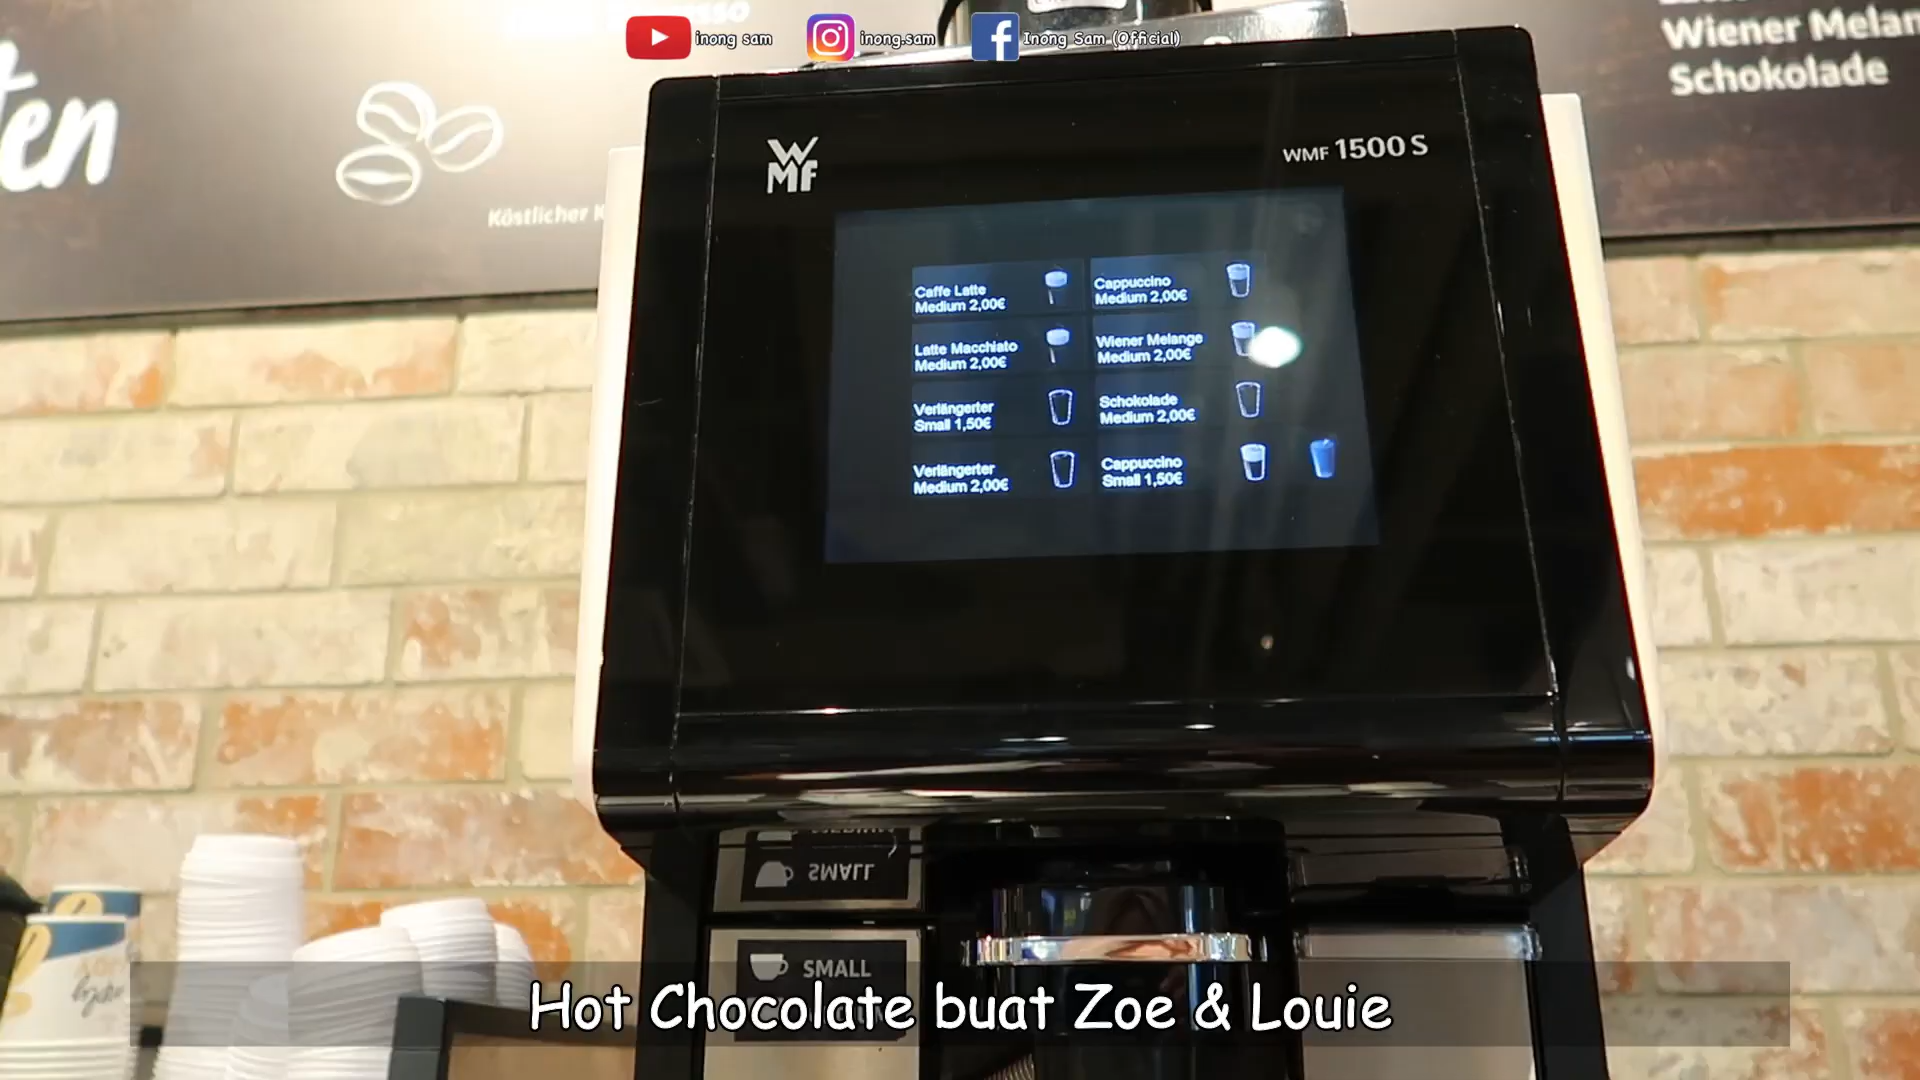 inong sam
inong.sam
Inong Sam (Official)
Wiener Melan
Schokolade
ten
Köstlicher K
WMF
WMF 1500 S
Caffe Latte
Medium 2,00€
Cappuccino
Medium 2,00€
Latte Macchiato
Medium 2,00€
Wiener Melange
Medium 2,00€
Verlängerter
Small 1,50€
Schokolade
Medium 2,00€
Verlängerter
Medium 2,00€
Cappuccino
Small 1,50€
SMALL
SMALL
Hot Chocolate buat Zoe & Louie